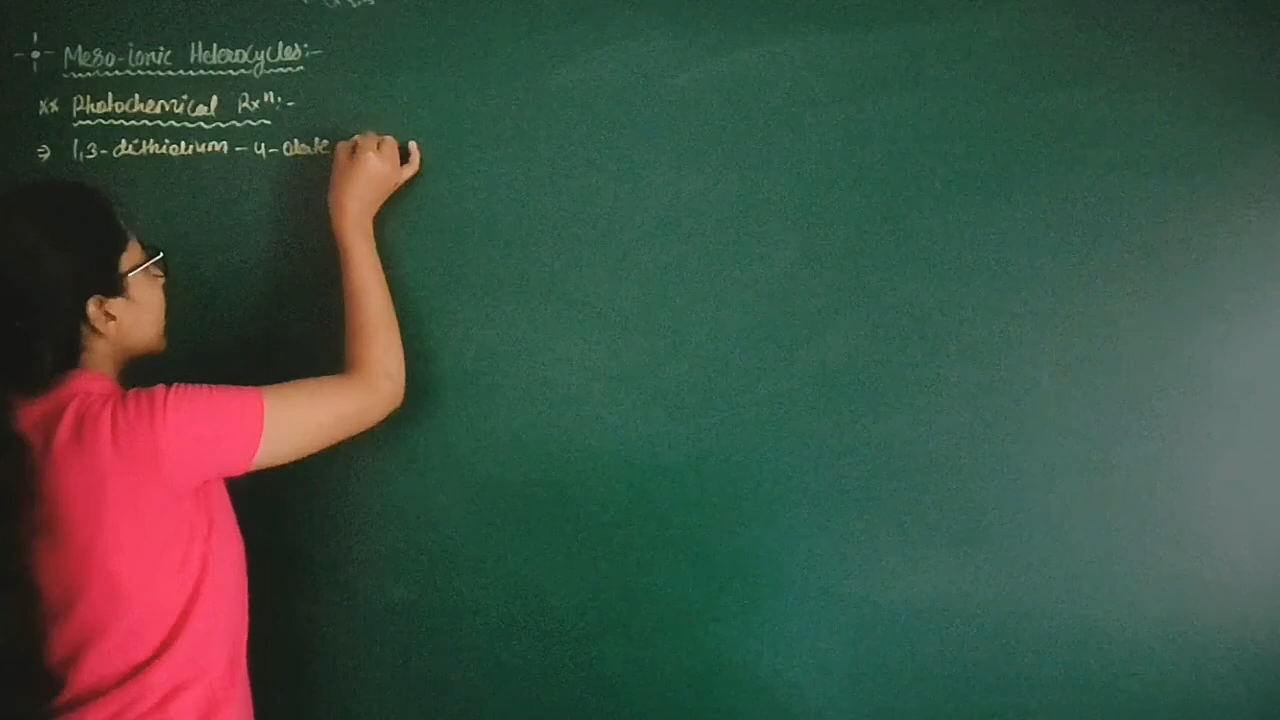 Meso-ionic Heterocycles:-
** Photochemical Rxⁿ:-
⇒ 1,3-dithiolium-4-olate